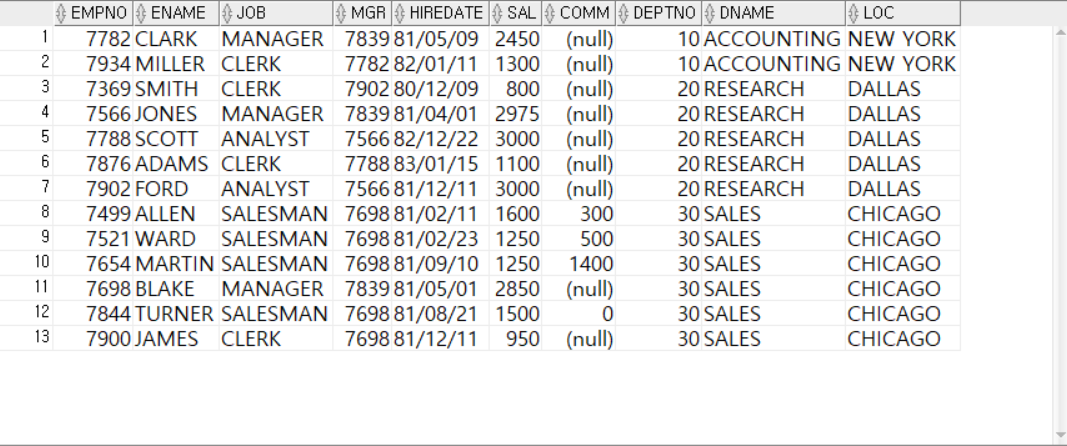 EMPNO ENAME JOB MGR HIREDATE SAL COMM DEPTNO DNAME LOC
1 7782 CLARK MANAGER 7839 81/05/09 2450 (null) 10 ACCOUNTING NEW YORK
2 7934 MILLER CLERK 7782 82/01/11 1300 (null) 10 ACCOUNTING NEW YORK
3 7369 SMITH CLERK 7902 80/12/09 800 (null) 20 RESEARCH DALLAS
4 7566 JONES MANAGER 7839 81/04/01 2975 (null) 20 RESEARCH DALLAS
5 7788 SCOTT ANALYST 7566 82/12/22 3000 (null) 20 RESEARCH DALLAS
6 7876 ADAMS CLERK 7788 83/01/15 1100 (null) 20 RESEARCH DALLAS
7 7902 FORD ANALYST 7566 81/12/11 3000 (null) 20 RESEARCH DALLAS
8 7499 ALLEN SALESMAN 7698 81/02/11 1600 300 30 SALES CHICAGO
9 7521 WARD SALESMAN 7698 81/02/23 1250 500 30 SALES CHICAGO
10 7654 MARTIN SALESMAN 7698 81/09/10 1250 1400 30 SALES CHICAGO
11 7698 BLAKE MANAGER 7839 81/05/01 2850 (null) 30 SALES CHICAGO
12 7844 TURNER SALESMAN 7698 81/08/21 1500 0 30 SALES CHICAGO
13 7900 JAMES CLERK 7698 81/12/11 950 (null) 30 SALES CHICAGO